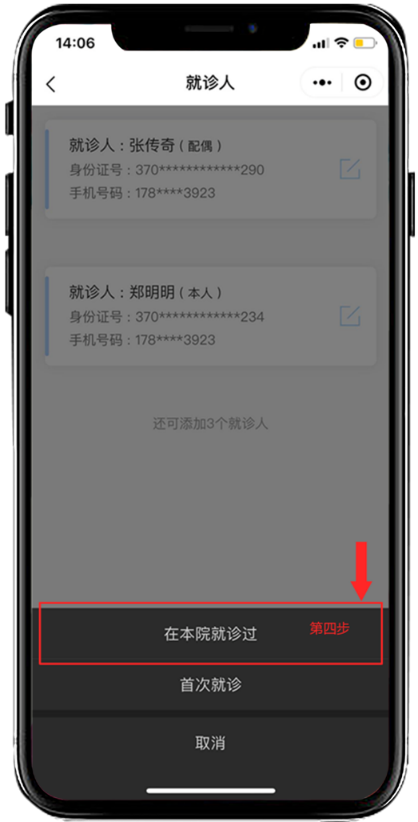 14:06
就诊人
就诊人：张传奇（配偶）
身份证号：370************290
手机号码：178****3923
就诊人：郑明明（本人）
身份证号：370************234
手机号码：178****3923
还可添加3个就诊人
在本院就诊过
第四步
首次就诊
取消